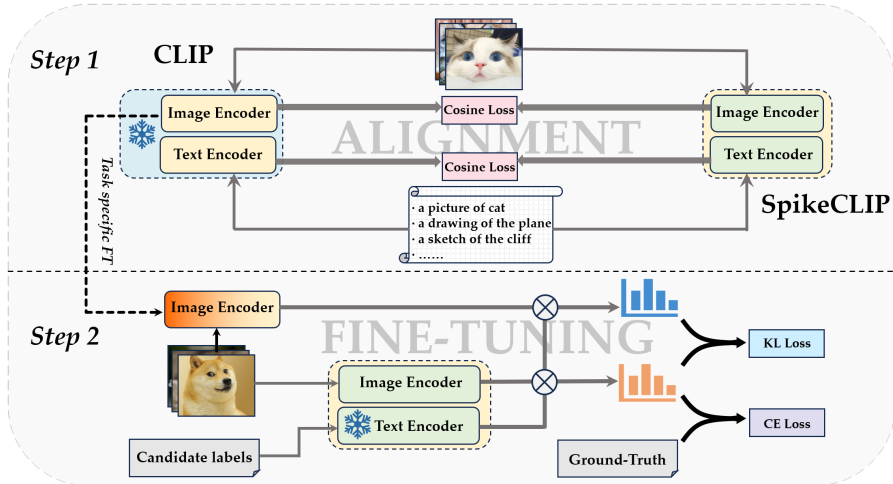 Step 1
CLIP
Image Encoder
Text Encoder
Cosine Loss
Cosine Loss
ALIGNMENT
Image Encoder
Text Encoder
SpikeCLIP
· a picture of cat
· a drawing of the plane
· a sketch of the cliff
· ......
Task specific FT
Step 2
Image Encoder
FINE-TUNING
Image Encoder
Text Encoder
Candidate labels
Ground-Truth
KL Loss
CE Loss